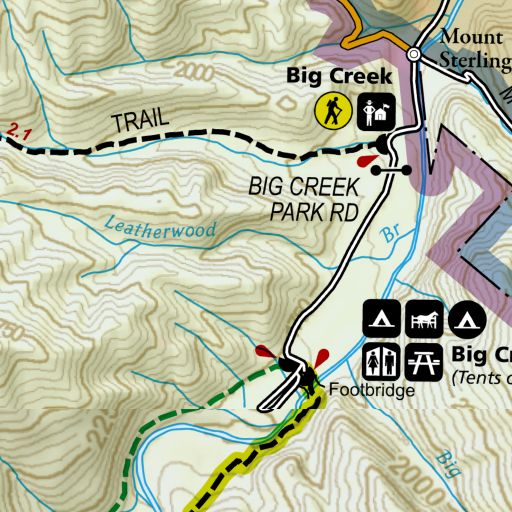 Mount
Sterling
2000
Big Creek
TRAIL
2.1
BIG CREEK
PARK RD
Leatherwood
Br
Big Cr
(Tents o
Footbridge
2000
Big